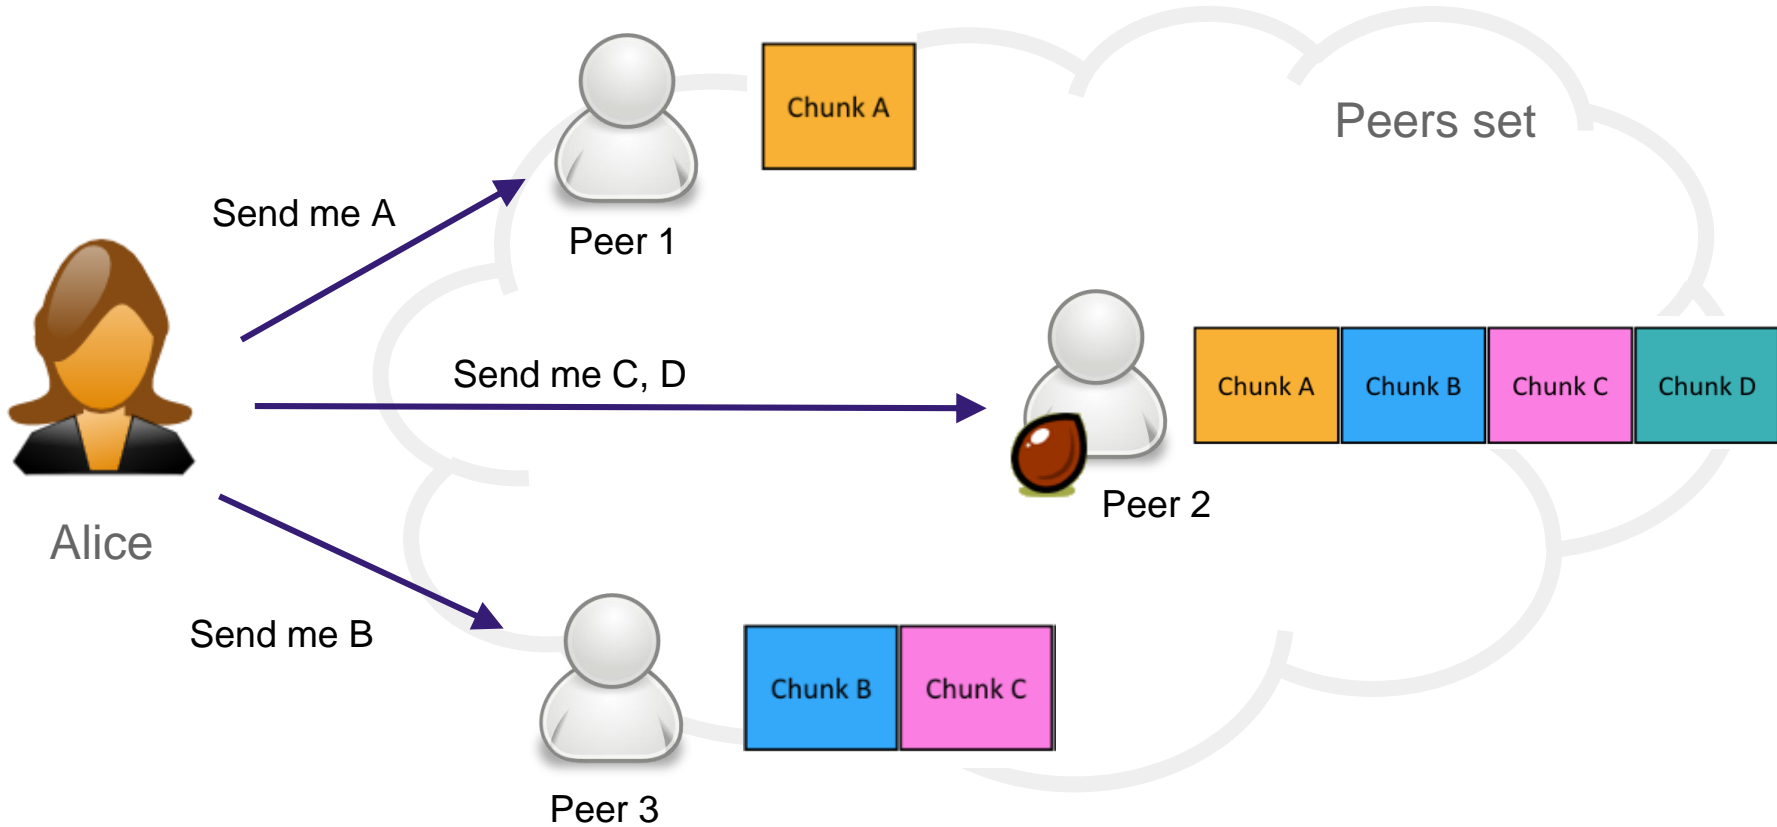 Chunk A
Peers set
Send me A
Peer 1
Send me C, D
Chunk A
Chunk B
Chunk C
Chunk D
Peer 2
Alice
Send me B
Chunk B
Chunk C
Peer 3